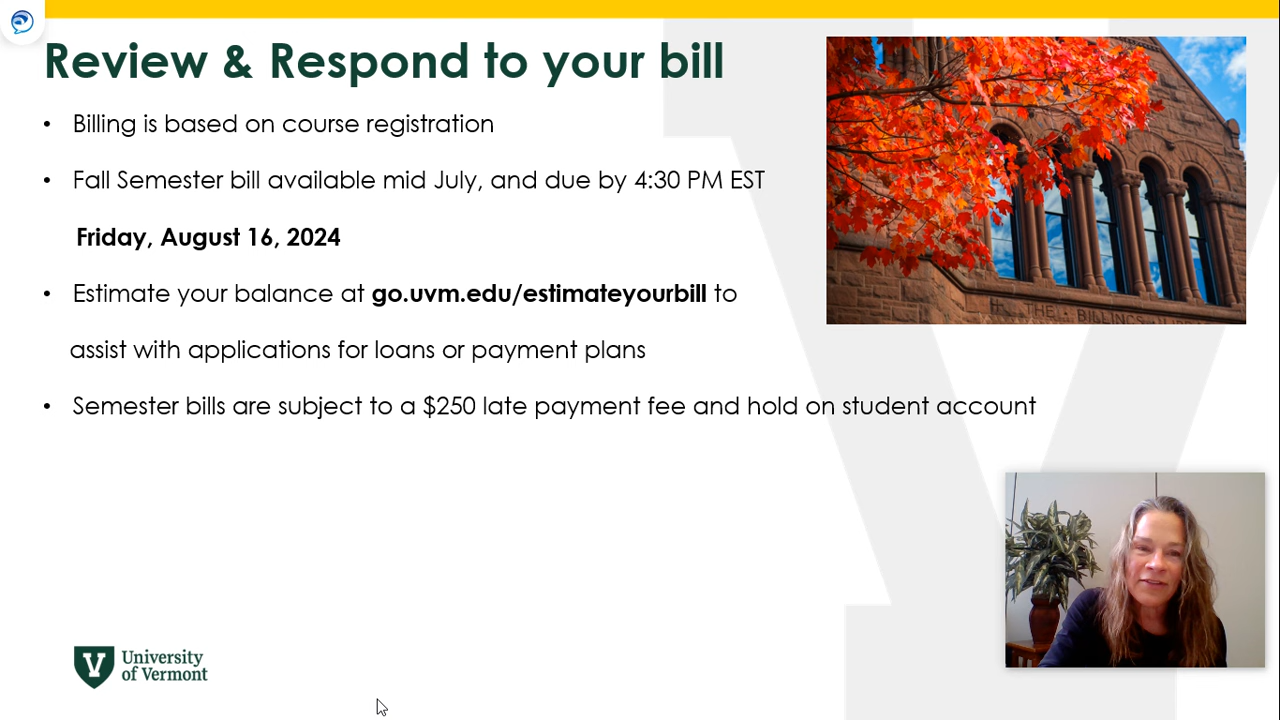 Review & Respond to your bill
• Billing is based on course registration
• Fall Semester bill available mid July, and due by 4:30 PM EST
Friday, August 16, 2024
• Estimate your balance at go.uvm.edu/estimateyourbill to
assist with applications for loans or payment plans
• Semester bills are subject to a $250 late payment fee and hold on student account
THE · BILLINGS
University
of Vermont